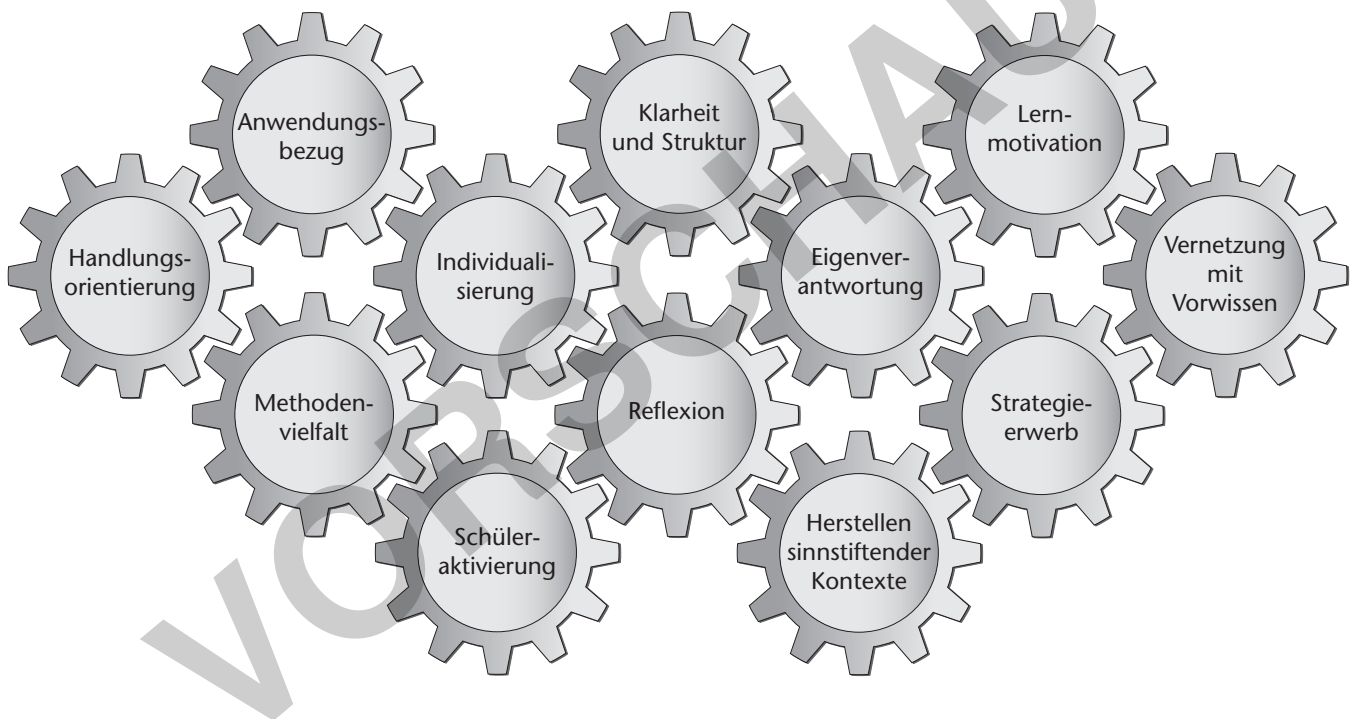 Anwendungs-
bezug
Klarheit
und Struktur
Lern-
motivation
Handlungs-
orientierung
Individuali-
sierung
Eigenver-
antwortung
Vernetzung
mit
Vorwissen
Methoden-
vielfalt
Reflexion
Strategie-
erwerb
Schüler-
aktivierung
Herstellen
sinnstiftender
Kontexte
VORSCHAU